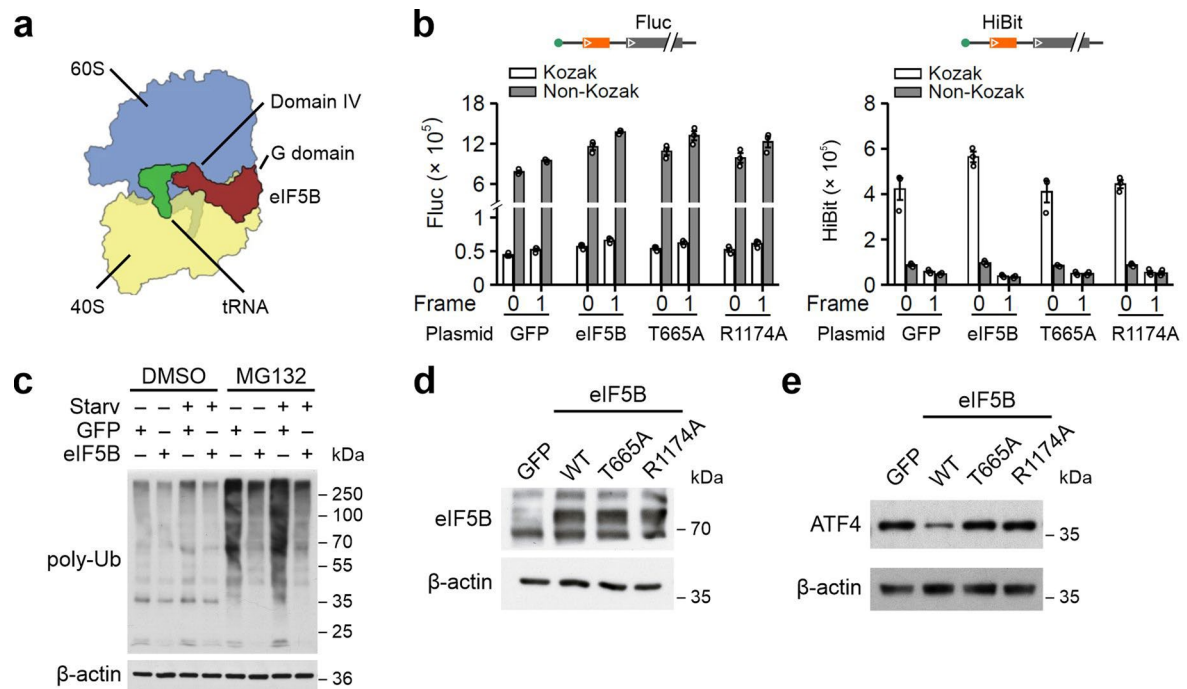 a
60S
Domain IV
G domain
eIF5B
40S
tRNA
b
Fluc
Kozak
Non-Kozak
Fluc (× 10⁵)
18
12
6
1
0.5
0
Frame 0 1 0 1 0 1 0 1
Plasmid GFP eIF5B T665A R1174A
HiBit
Kozak
Non-Kozak
HiBit (× 10⁵)
8
6
4
2
0
Frame 0 1 0 1 0 1 0 1
Plasmid GFP eIF5B T665A R1174A
c
DMSO MG132
Starv – – + + – – + +
GFP + – + – + – + –
eIF5B – + – + – + – + kDa
poly-Ub
– 250
– 100
– 70
– 55
– 35
– 25
β-actin – 36
d
eIF5B
GFP WT T665A R1174A
kDa
eIF5B – 70
β-actin
– 35
e
eIF5B
GFP WT T665A R1174A
kDa
ATF4 – 35
β-actin – 35